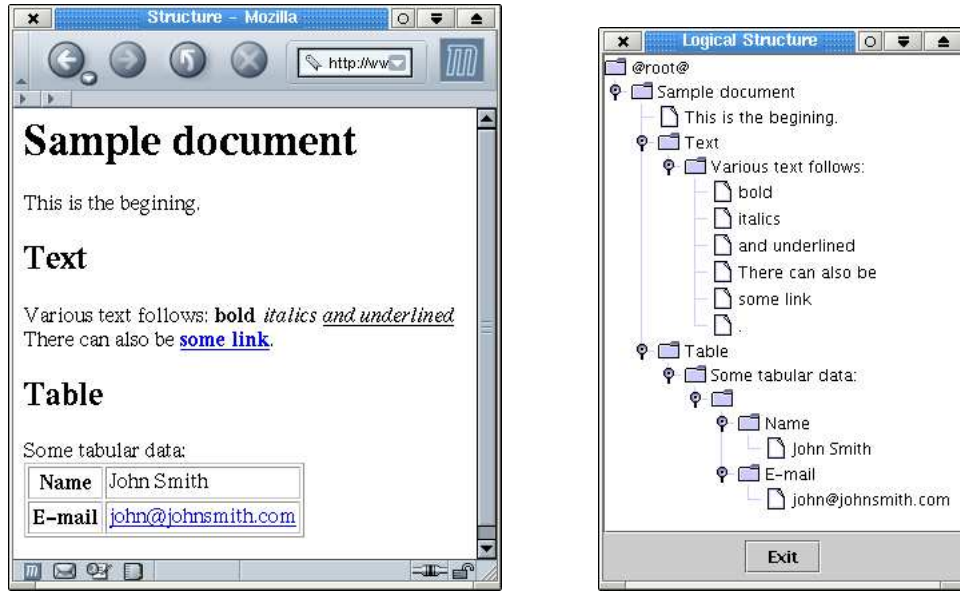 Structure - Mozilla
http://ww
Sample document
This is the begining.
Text
Various text follows: bold italics and underlined
There can also be some link.
Table
Some tabular data:
Name John Smith
E-mail john@johnsmith.com
Logical Structure
@root@
Sample document
This is the begining.
Text
Various text follows:
bold
italics
and underlined
There can also be
some link
.
Table
Some tabular data:
Name
John Smith
E-mail
john@johnsmith.com
Exit